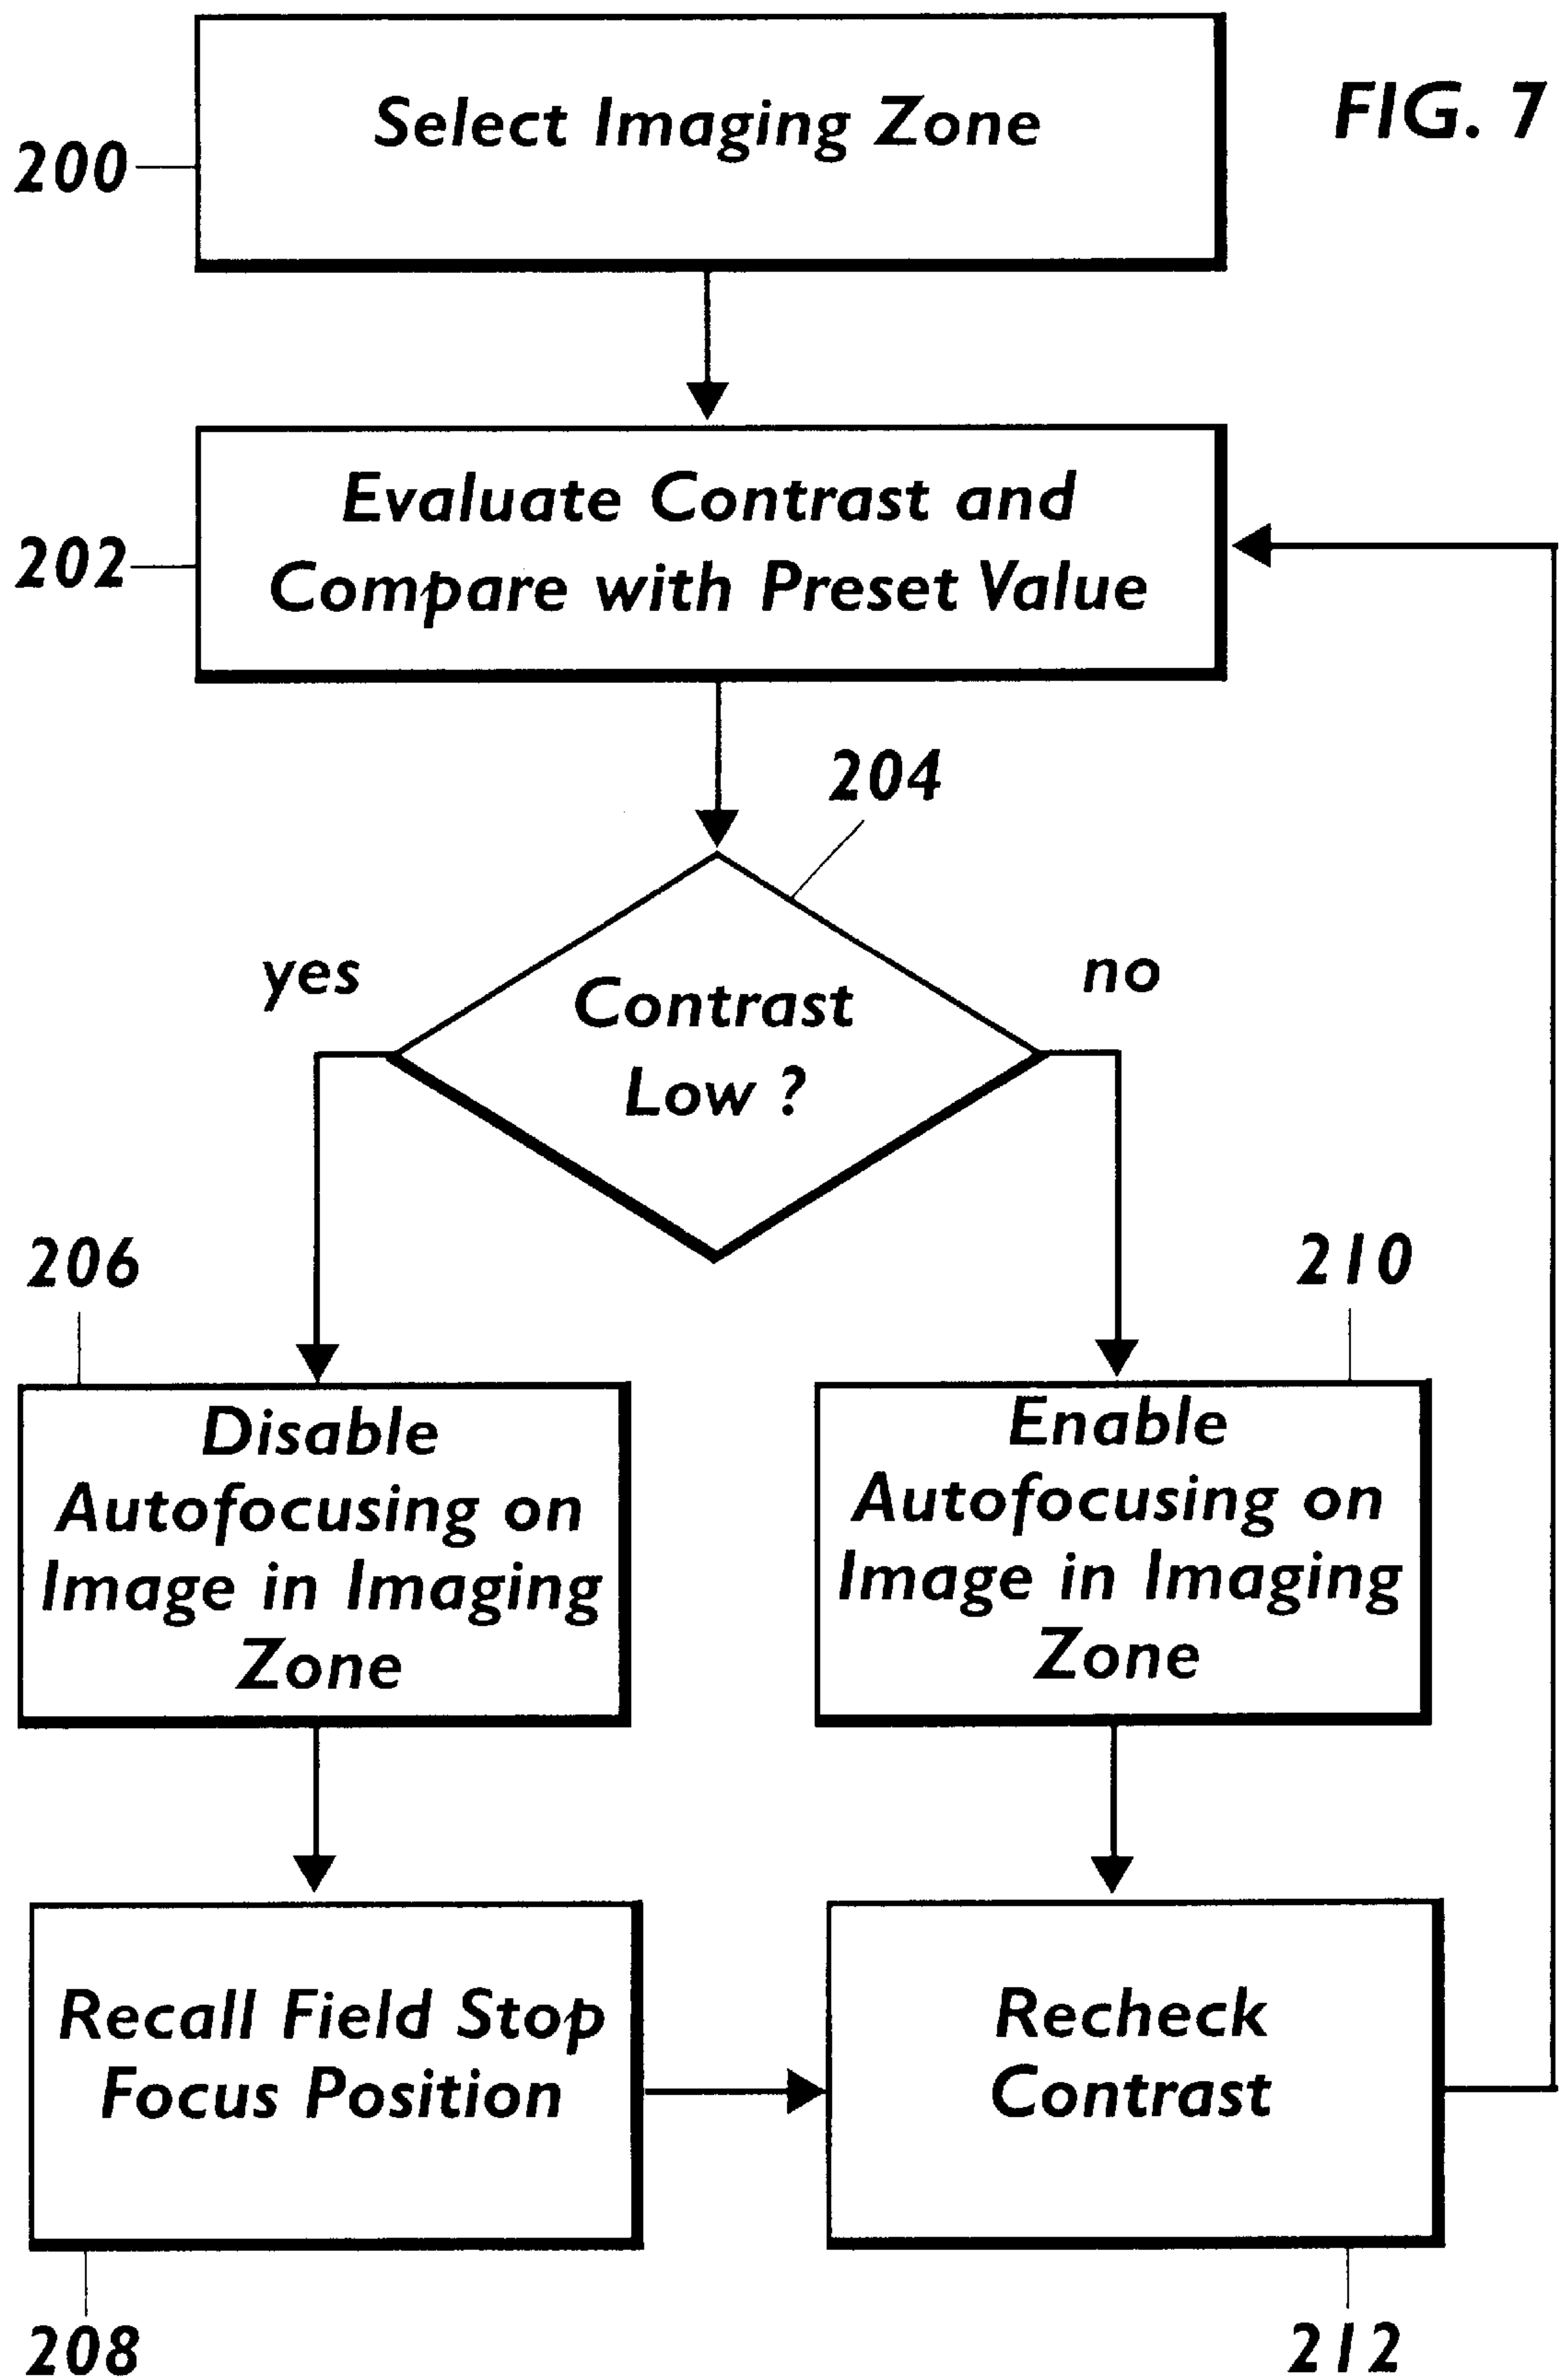 FIG. 7
Select Imaging Zone
200
Evaluate Contrast and
Compare with Preset Value
202
204
yes
no
Contrast
Low ?
206
210
Disable
Autofocusing on
Image in Imaging
Zone
Enable
Autofocusing on
Image in Imaging
Zone
Recall Field Stop
Focus Position
Recheck
Contrast
208
212